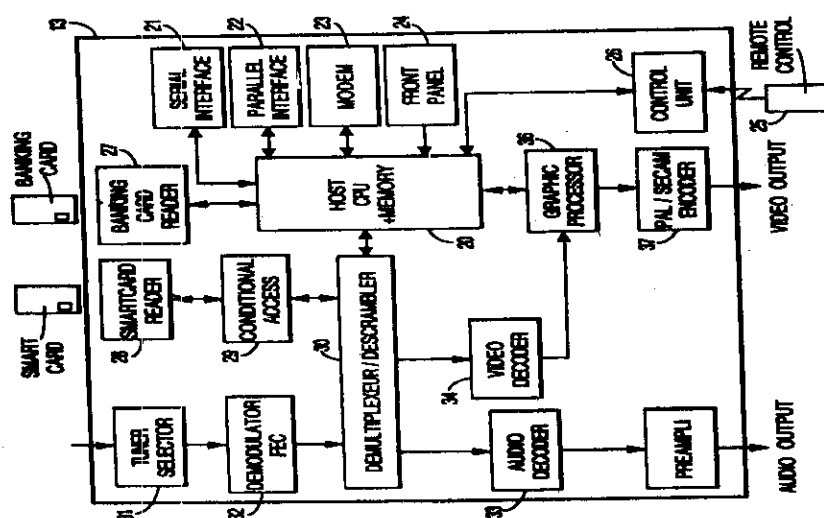 SMART
CARD
BANKING
CARD
13
28
SMARTCARD
READER
27
BANKING
CARD
READER
21
SERIAL
INTERFACE
22
PARALLEL
INTERFACE
23
MODEM
24
FRONT
PANEL
31
TUNER
SELECTOR
32
DEMODULATOR
FEC
29
CONDITIONAL
ACCESS
30
DEMULTIPLEXEUR / DESCRAMBLER
20
HOST
CPU
+MEMORY
33
AUDIO
DECODER
34
VIDEO
DECODER
36
GRAPHIC
PROCESSOR
26
CONTROL
UNIT
PREAMPLI
37
PAL / SECAM
ENCODER
25
REMOTE
CONTROL
AUDIO OUTPUT
VIDEO OUTPUT